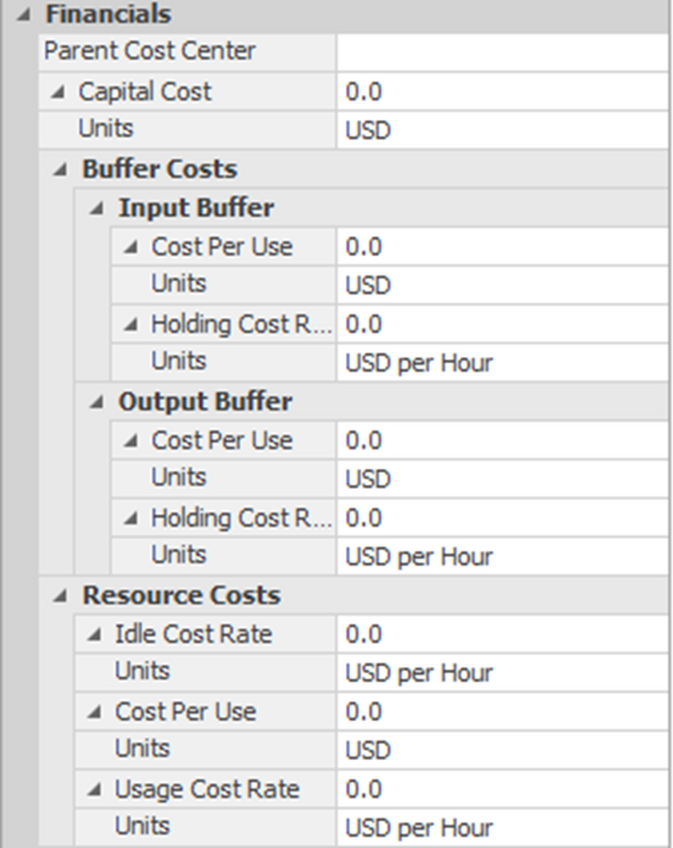 Financials
Parent Cost Center
Capital Cost 0.0
Units USD
Buffer Costs
Input Buffer
Cost Per Use 0.0
Units USD
Holding Cost R... 0.0
Units USD per Hour
Output Buffer
Cost Per Use 0.0
Units USD
Holding Cost R... 0.0
Units USD per Hour
Resource Costs
Idle Cost Rate 0.0
Units USD per Hour
Cost Per Use 0.0
Units USD
Usage Cost Rate 0.0
Units USD per Hour